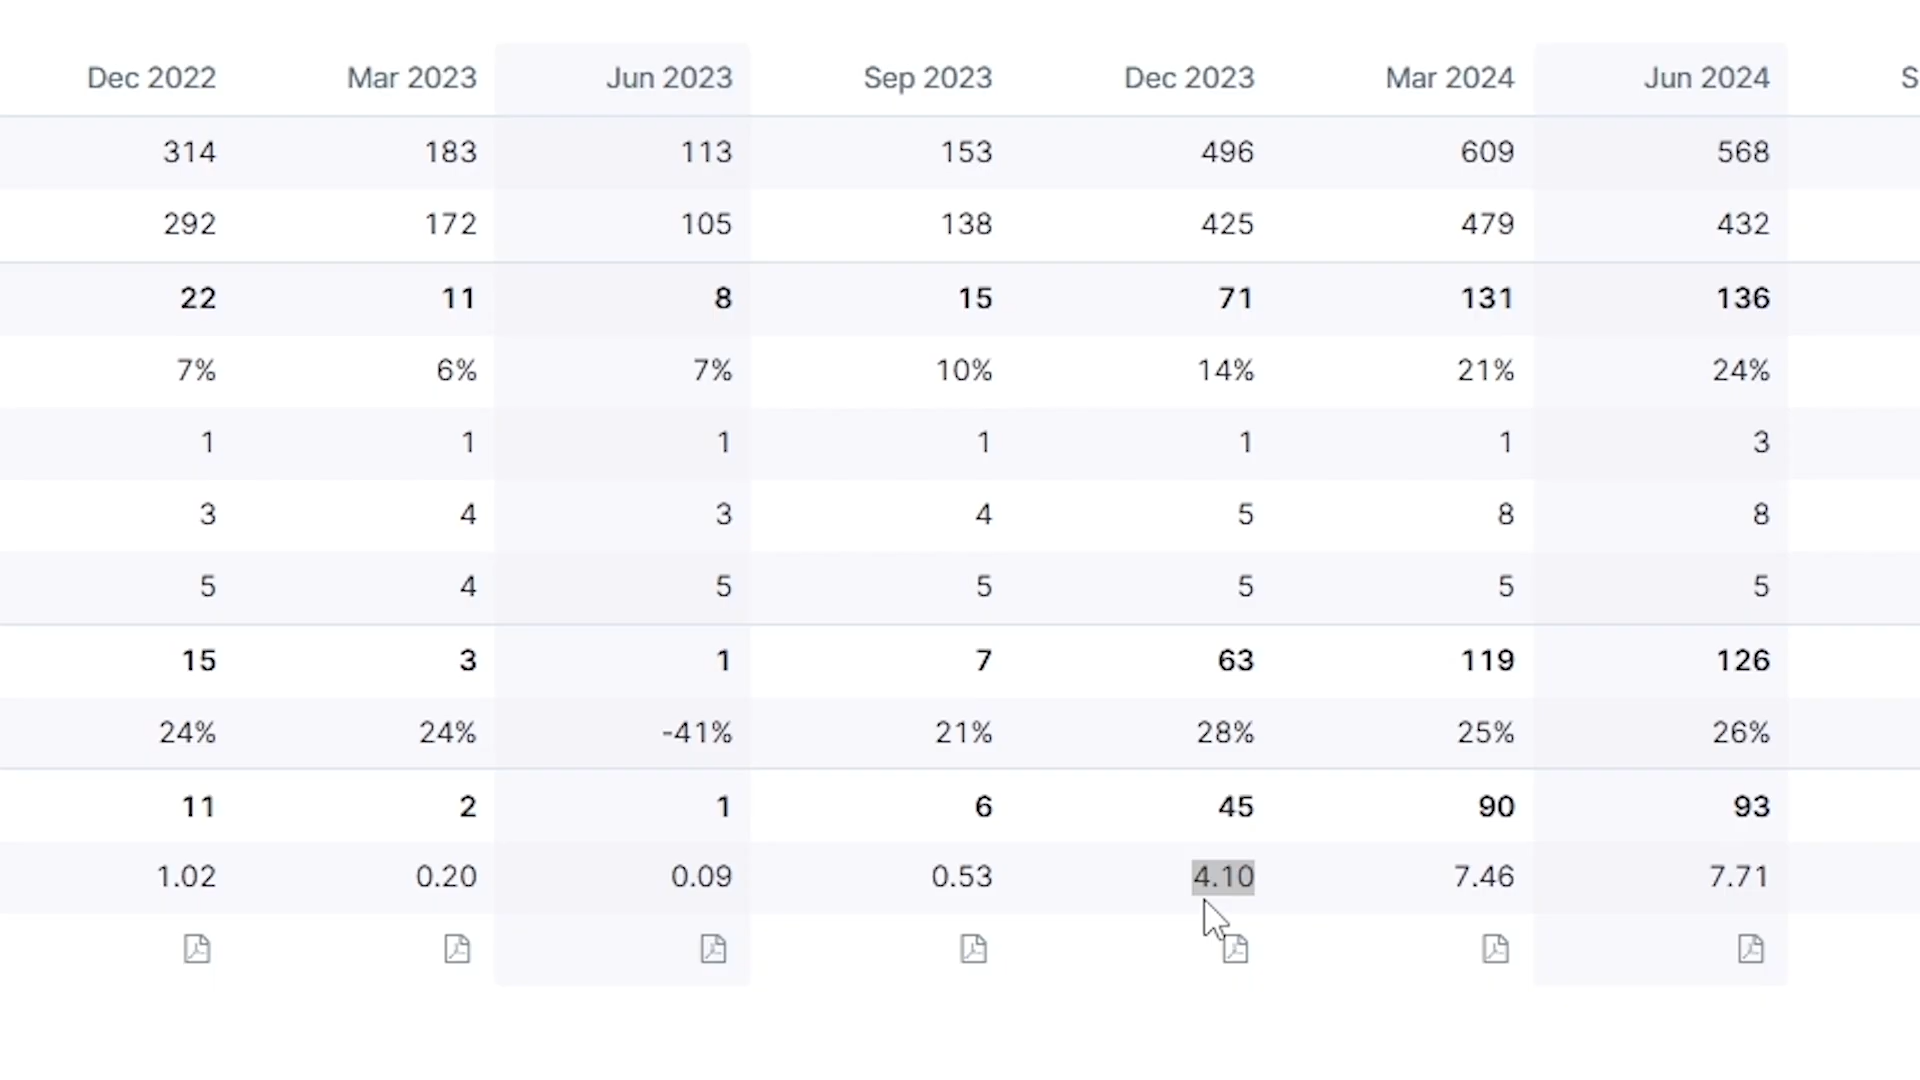 Dec 2022 Mar 2023 Jun 2023 Sep 2023 Dec 2023 Mar 2024 Jun 2024 S
314 183 113 153 496 609 568
292 172 105 138 425 479 432
22 11 8 15 71 131 136
7% 6% 7% 10% 14% 21% 24%
1 1 1 1 1 1 3
3 4 3 4 5 8 8
5 4 5 5 5 5 5
15 3 1 7 63 119 126
24% 24% -41% 21% 28% 25% 26%
11 2 1 6 45 90 93
1.02 0.20 0.09 0.53 4.10 7.46 7.71